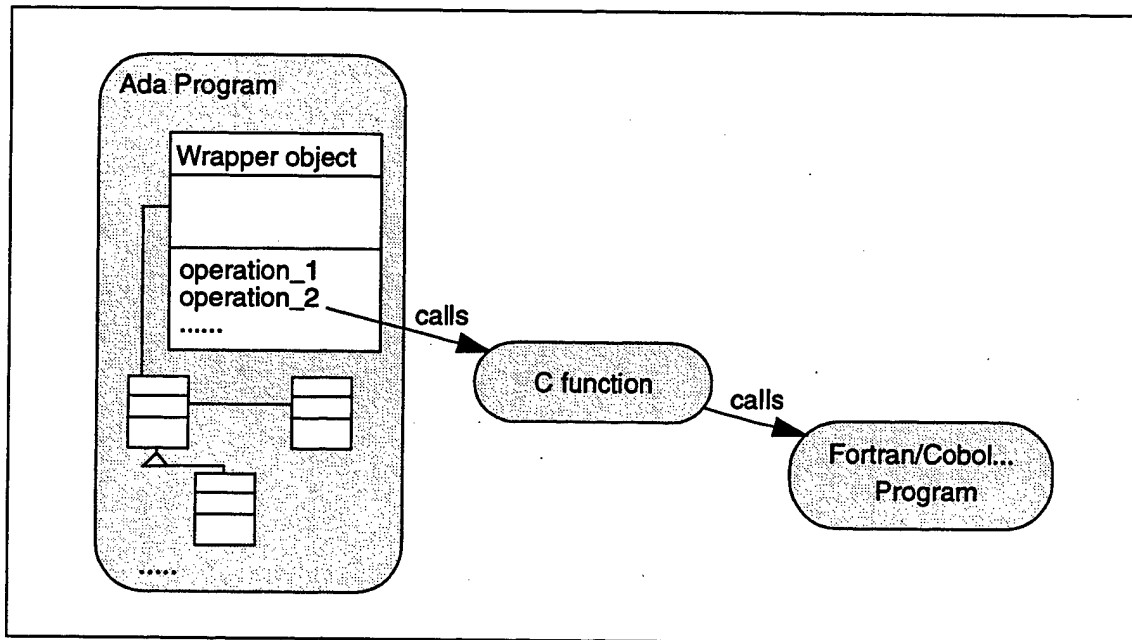 Ada Program
Wrapper object
operation_1
operation_2
......
calls
C function
calls
Fortran/Cobol...
Program
.....